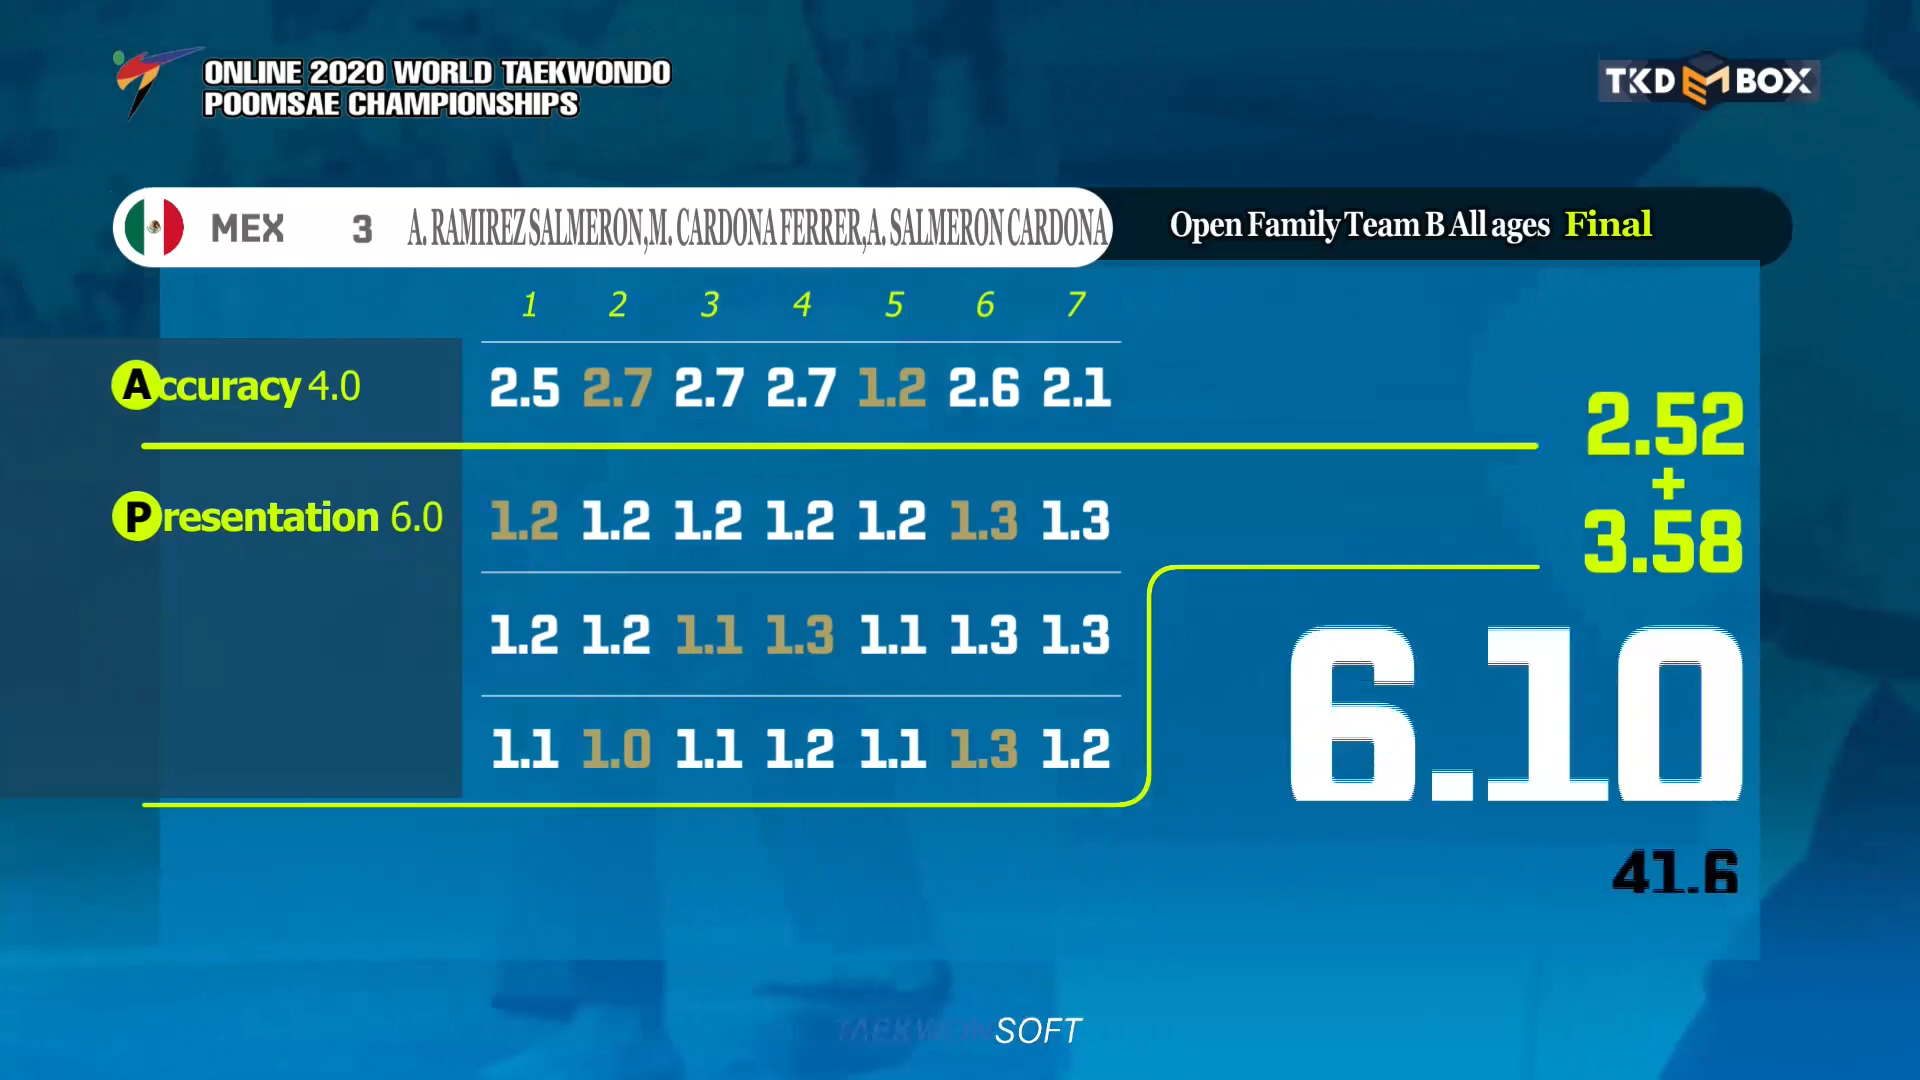 ONLINE 2020 WORLD TAEKWONDO
POOMSAE CHAMPIONSHIPS
TKD BOX
MEX 3 A. RAMIREZ SALMERON,M. CARDONA FERRER,A. SALMERON CARDONA
Open Family Team B All ages Final
1 2 3 4 5 6 7
Accuracy 4.0 2.5 2.7 2.7 2.7 1.2 2.6 2.1
2.52
+
Presentation 6.0 1.2 1.2 1.2 1.2 1.2 1.3 1.3
3.58
1.2 1.2 1.1 1.3 1.1 1.3 1.3
1.1 1.0 1.1 1.2 1.1 1.3 1.2
6.10
41.6
TAEKWONSOFT